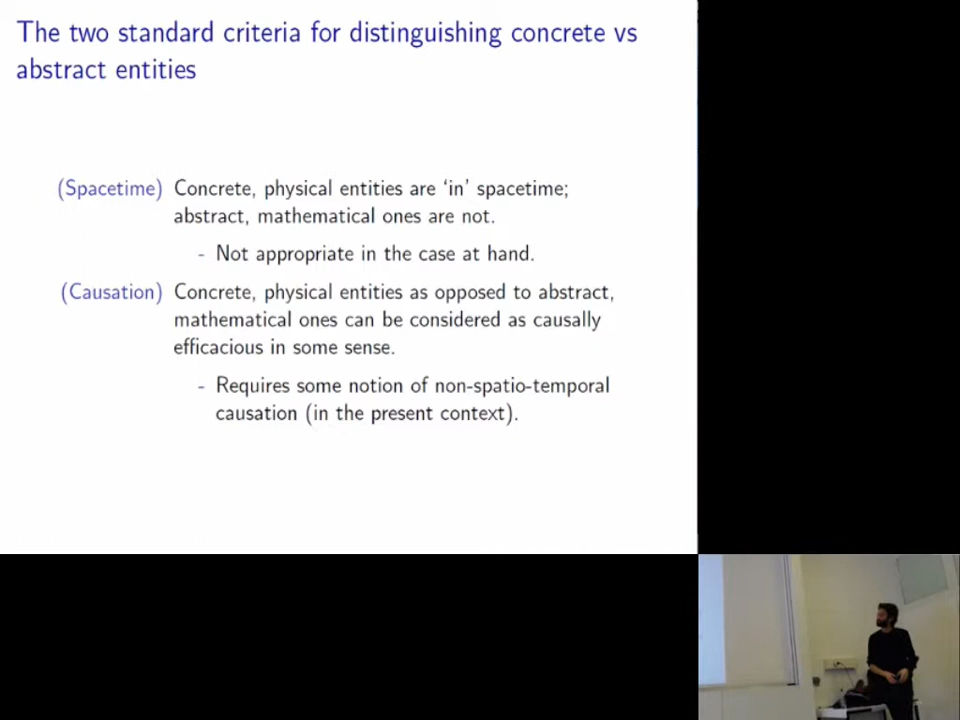 The two standard criteria for distinguishing concrete vs
abstract entities
(Spacetime) Concrete, physical entities are ‘in’ spacetime;
abstract, mathematical ones are not.
- Not appropriate in the case at hand.
(Causation) Concrete, physical entities as opposed to abstract,
mathematical ones can be considered as causally
efficacious in some sense.
- Requires some notion of non-spatio-temporal
causation (in the present context).